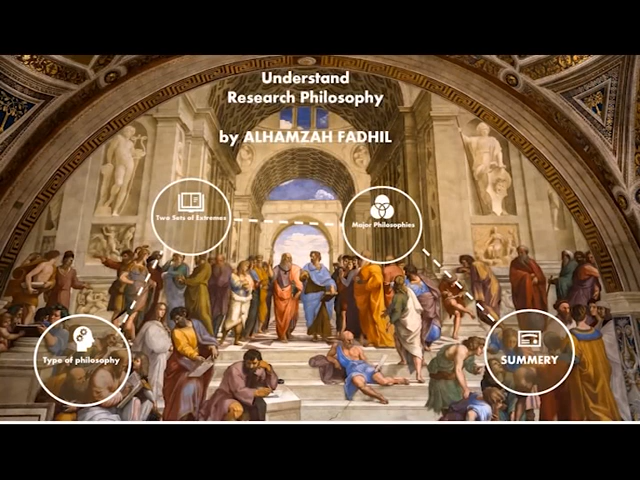 Understand
Research Philosophy
by ALHAMZAH FADHIL
Two Sets of Extremes
Major Philosophies
Type of philosophy
SUMMERY